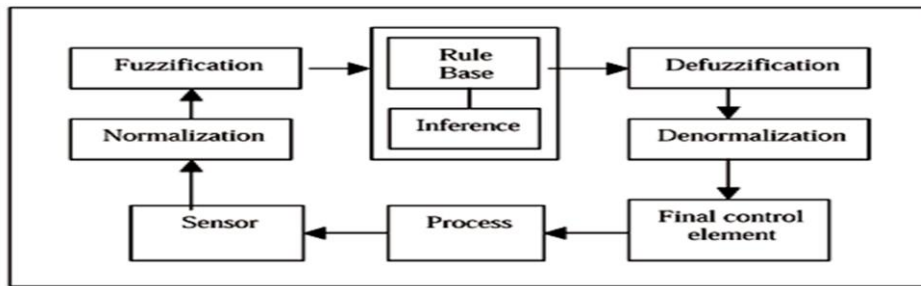 Fuzzification
Rule
Base
Defuzzification
Normalization
Inference
Denormalization
Sensor
Process
Final control
element